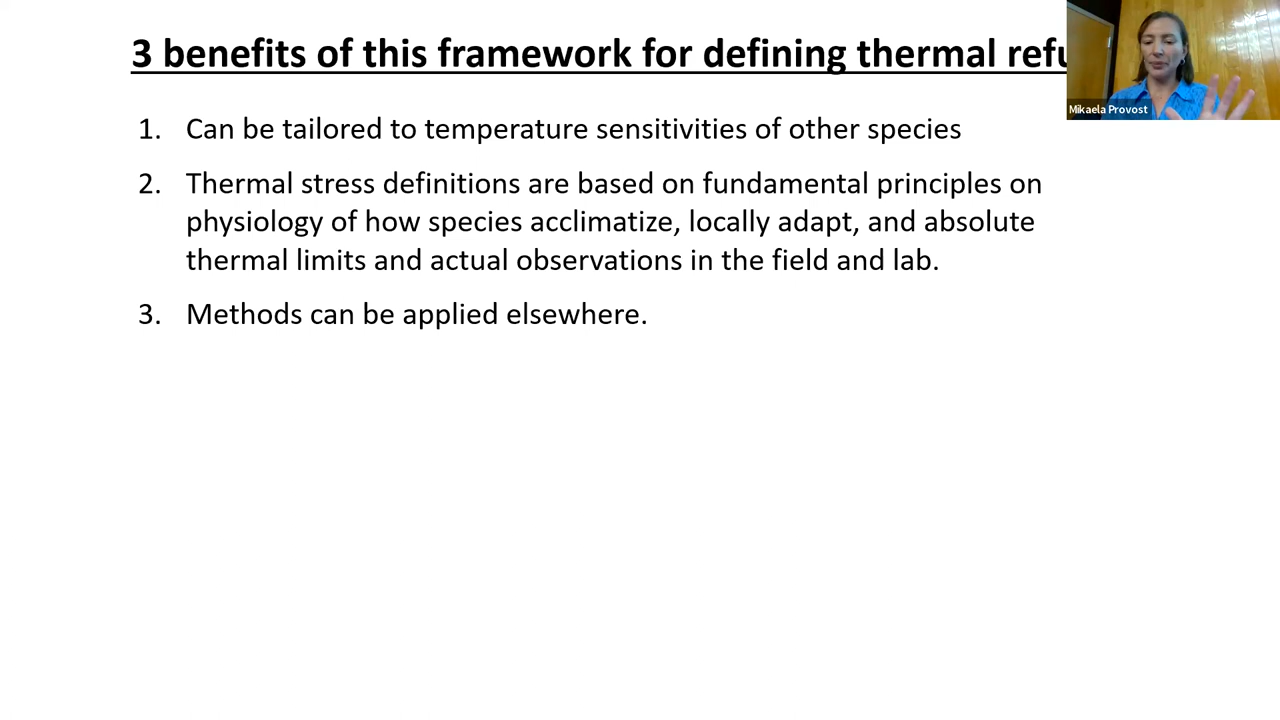 3 benefits of this framework for defining thermal
1. Can be tailored to temperature sensitivities of other species
2. Thermal stress definitions are based on fundamental principles on
physiology of how species acclimatize, locally adapt, and absolute
thermal limits and actual observations in the field and lab.
3. Methods can be applied elsewhere.
Mikaela Provost